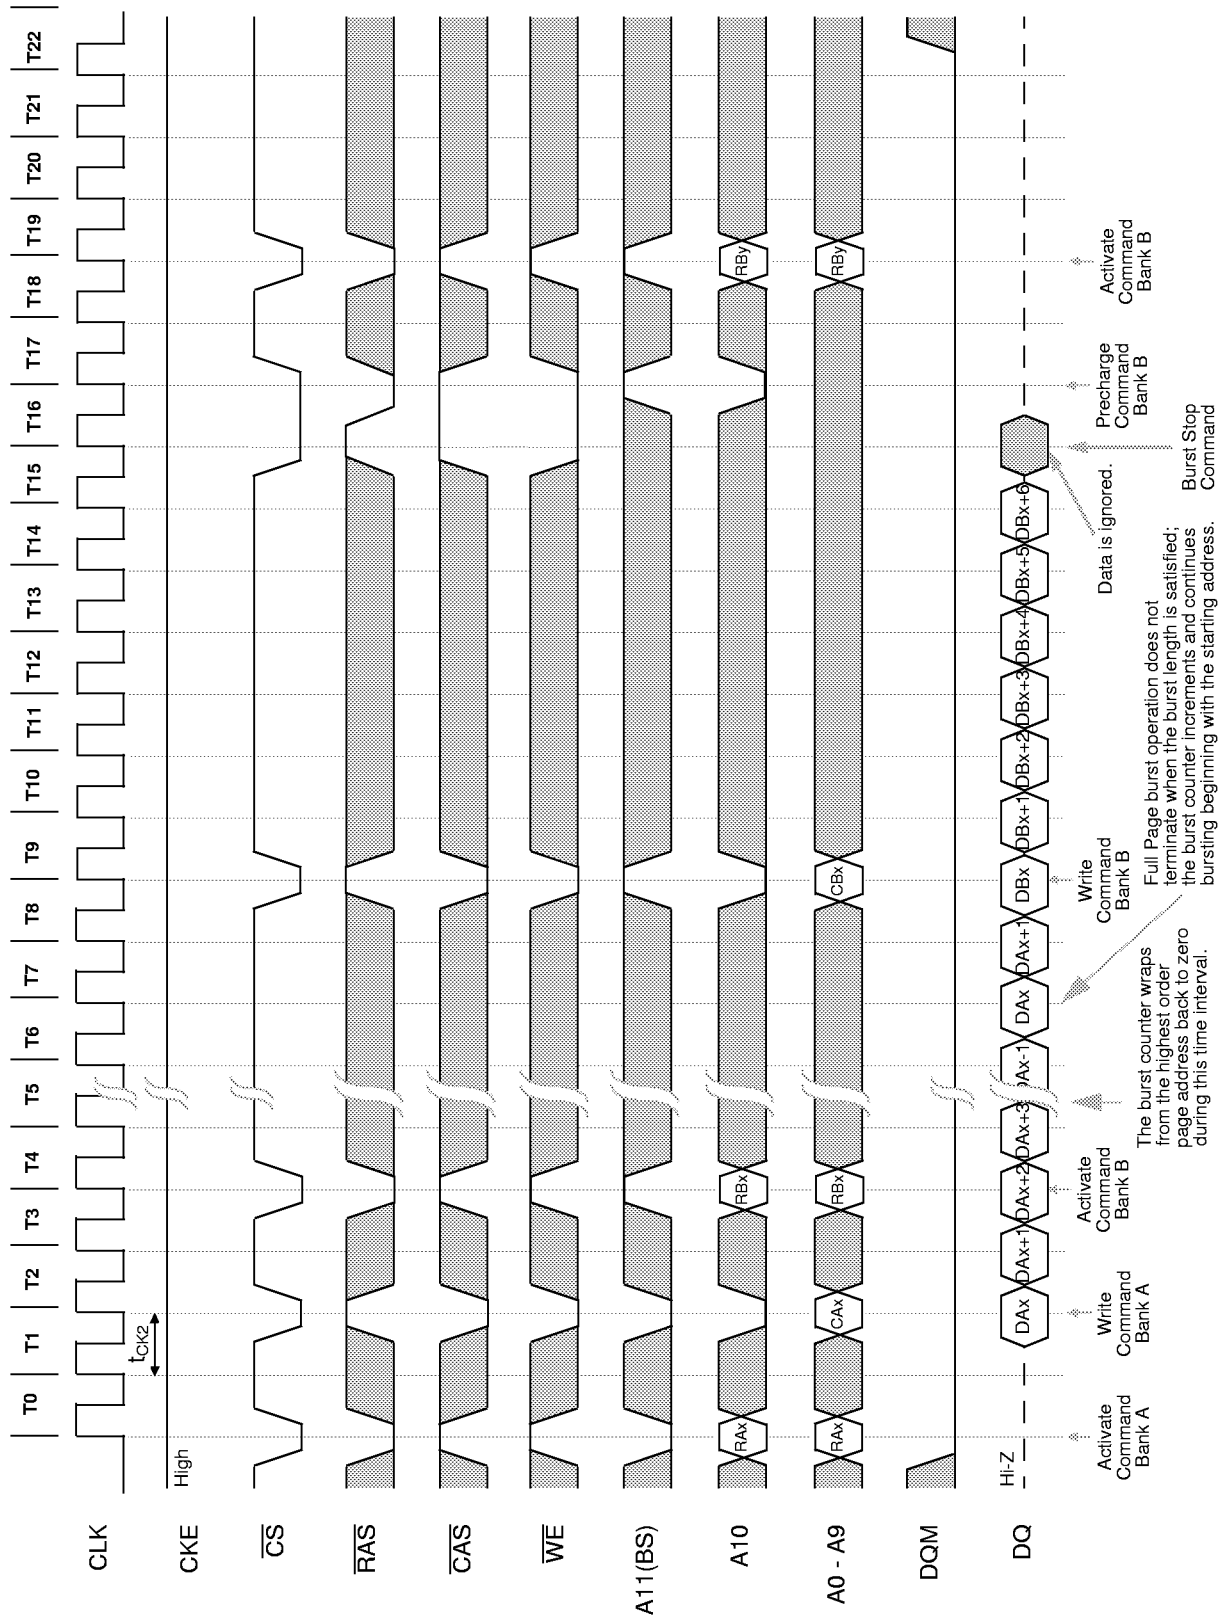 T0 T1 T2 T3 T4 T5 T6 T7 T8 T9 T10 T11 T12 T13 T14 T15 T16 T17 T18 T19 T20 T21 T22
CLK
tCK2
CKE
High
CS
RAS
CAS
WE
A11(BS)
A10
RAx RBx RBy
A0 - A9
RAx CAx RBx CBx RBy
DQM
DQ
Hi-Z
DAx DAx+1 DAx+2 DAx+3 DAx-1 DAx DAx+1 DBx DBx+1 DBx+2 DBx+3 DBx+4 DBx+5 DBx+6
Activate
Command
Bank A
Write
Command
Bank A
Activate
Command
Bank B
Write
Command
Bank B
Precharge
Command
Bank B
Activate
Command
Bank B
Data is ignored.
Burst Stop
Command
The burst counter wraps
from the highest order
page address back to zero
during this time interval.
Full Page burst operation does not
terminate when the burst length is satisfied;
the burst counter increments and continues
bursting beginning with the starting address.